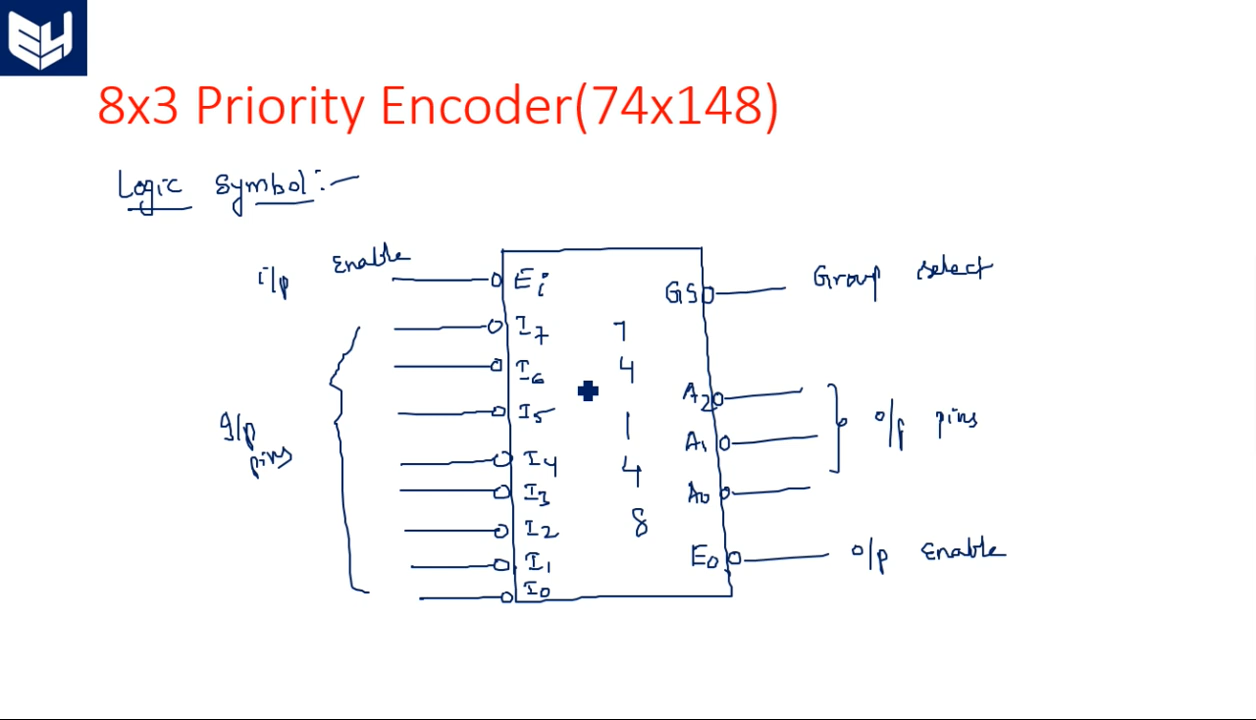 8x3 Priority Encoder(74x148)
Logic Symbol:-
i/p Enable
Ei
GS
Group select
I7
I6
I5
I4
I3
I2
I1
I0
I/p pins
7
4
1
4
8
A2
A1
A0
o/p pins
E0
o/p Enable